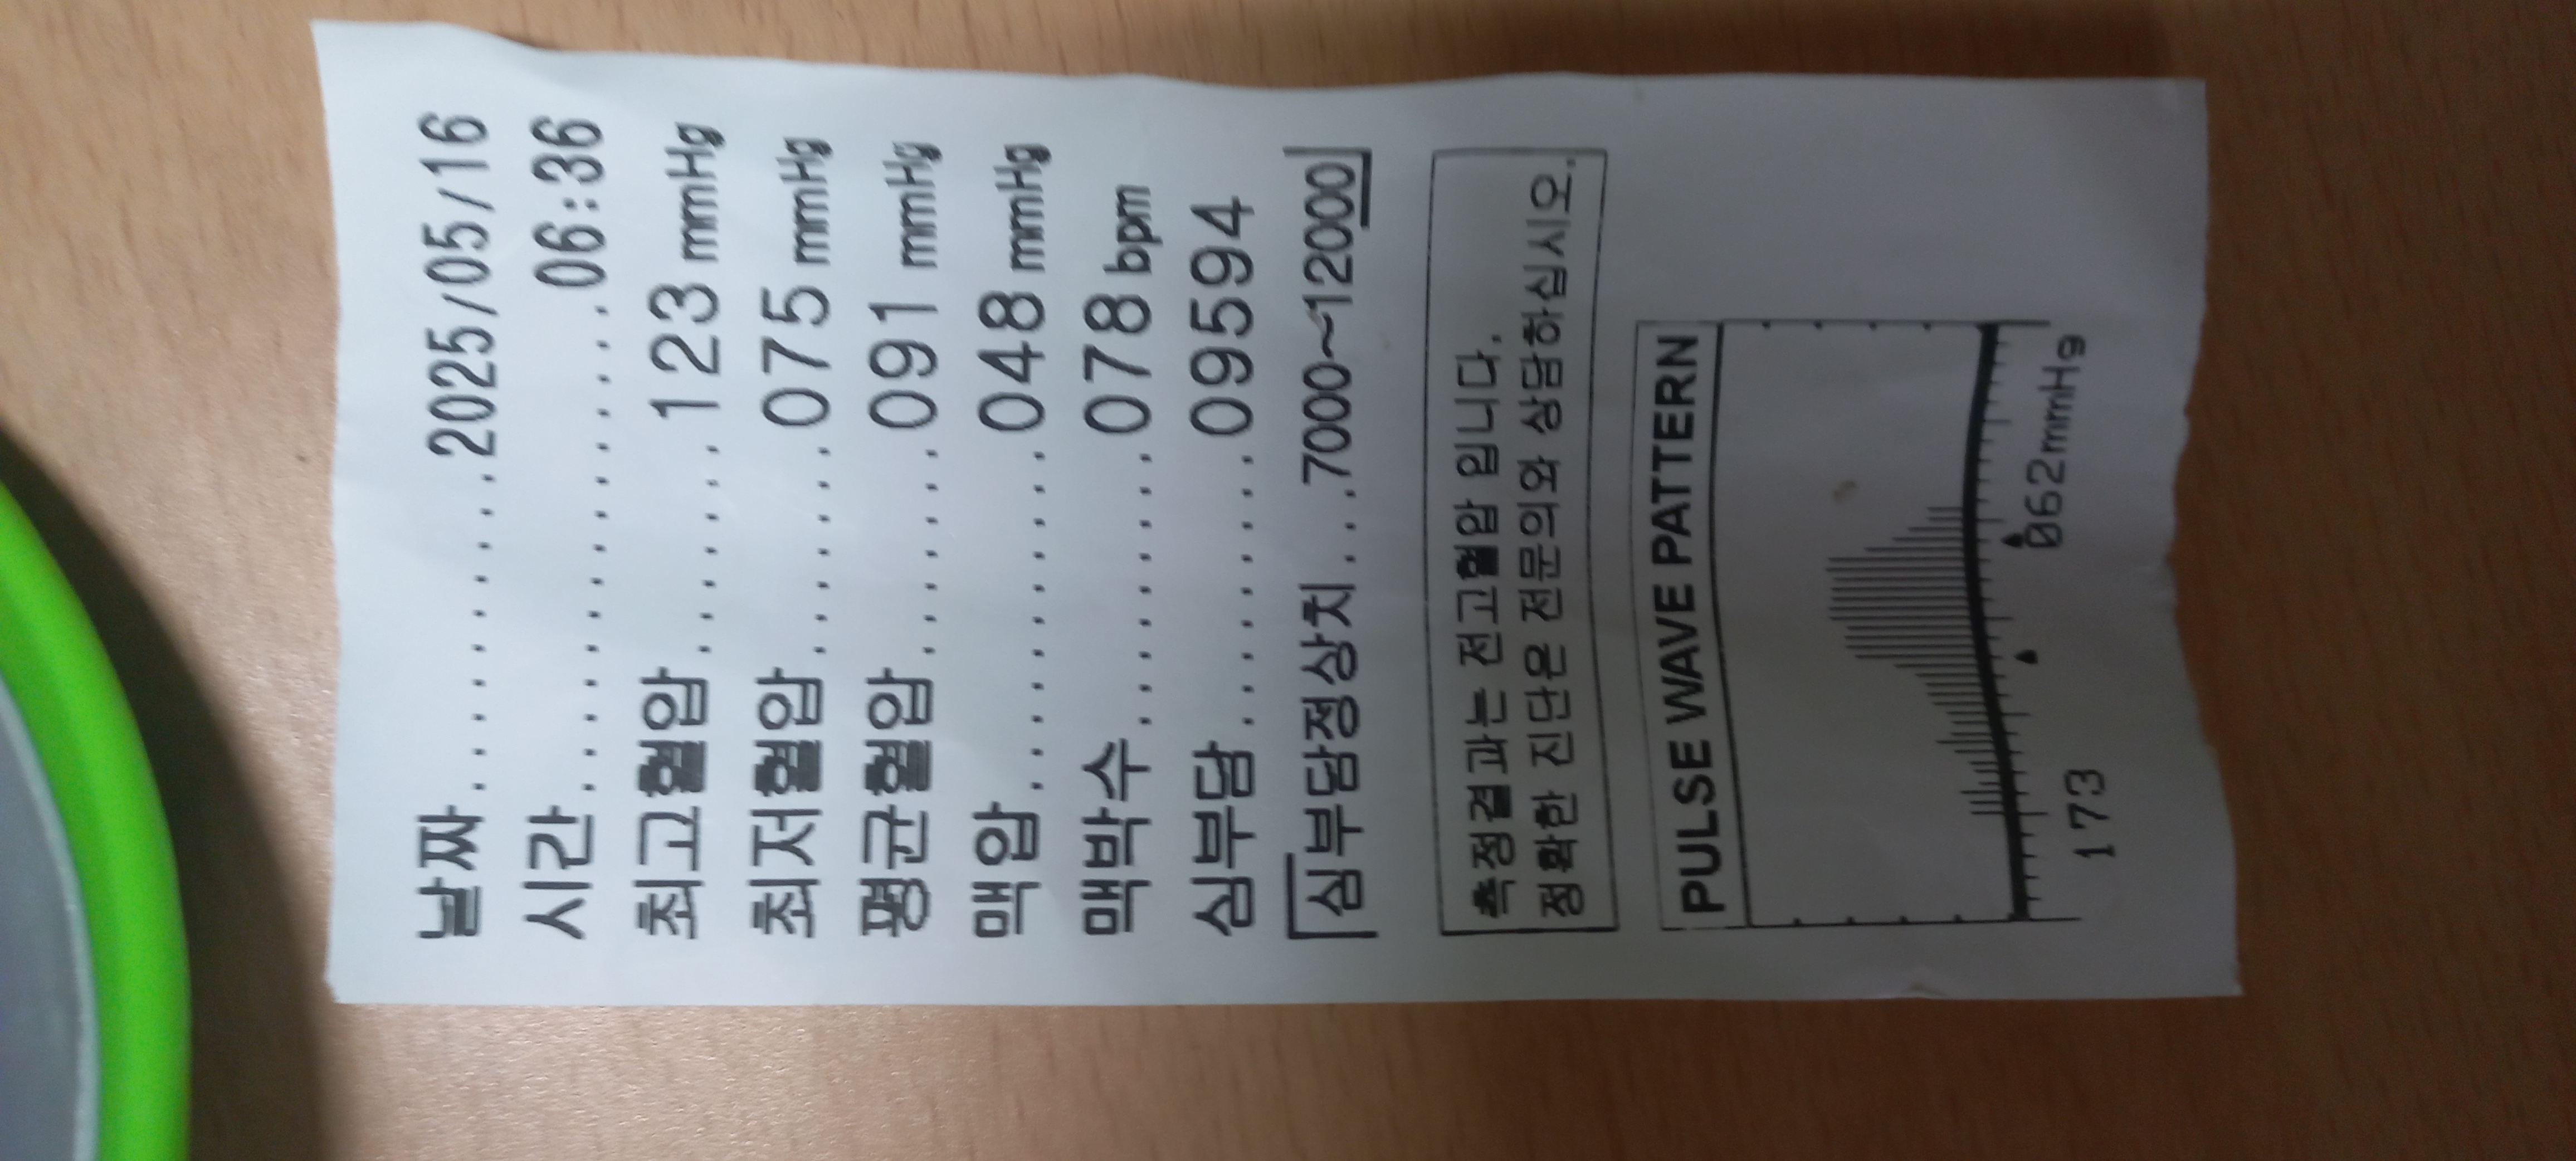 날짜..............2025/05/16
시간................06:36
최고혈압.......123 mmHg
최저혈압.......075 mmHg
평균혈압.......091 mmHg
맥압...........048 mmHg
맥박수.........078 bpm
심부담.........09594
[심부담정상치...7000~12000]
측정결과는 전고혈압 입니다.
정확한 진단은 전문의와 상담하십시오.
PULSE WAVE PATTERN
173 062mmHg